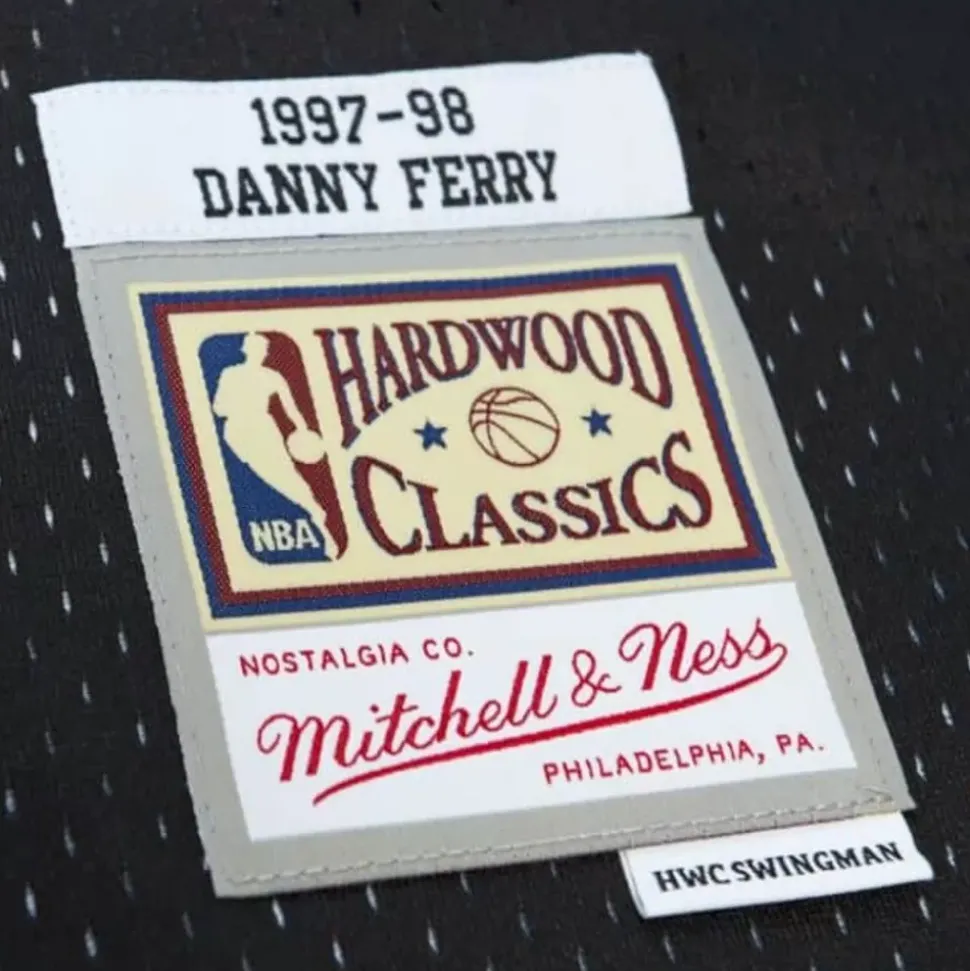 1997-98
DANNY FERRY
HARDWOOD
CLASSICS
NBA
NOSTALGIA CO.
Mitchell & Ness
PHILADELPHIA, PA.
HWC SWINGMAN